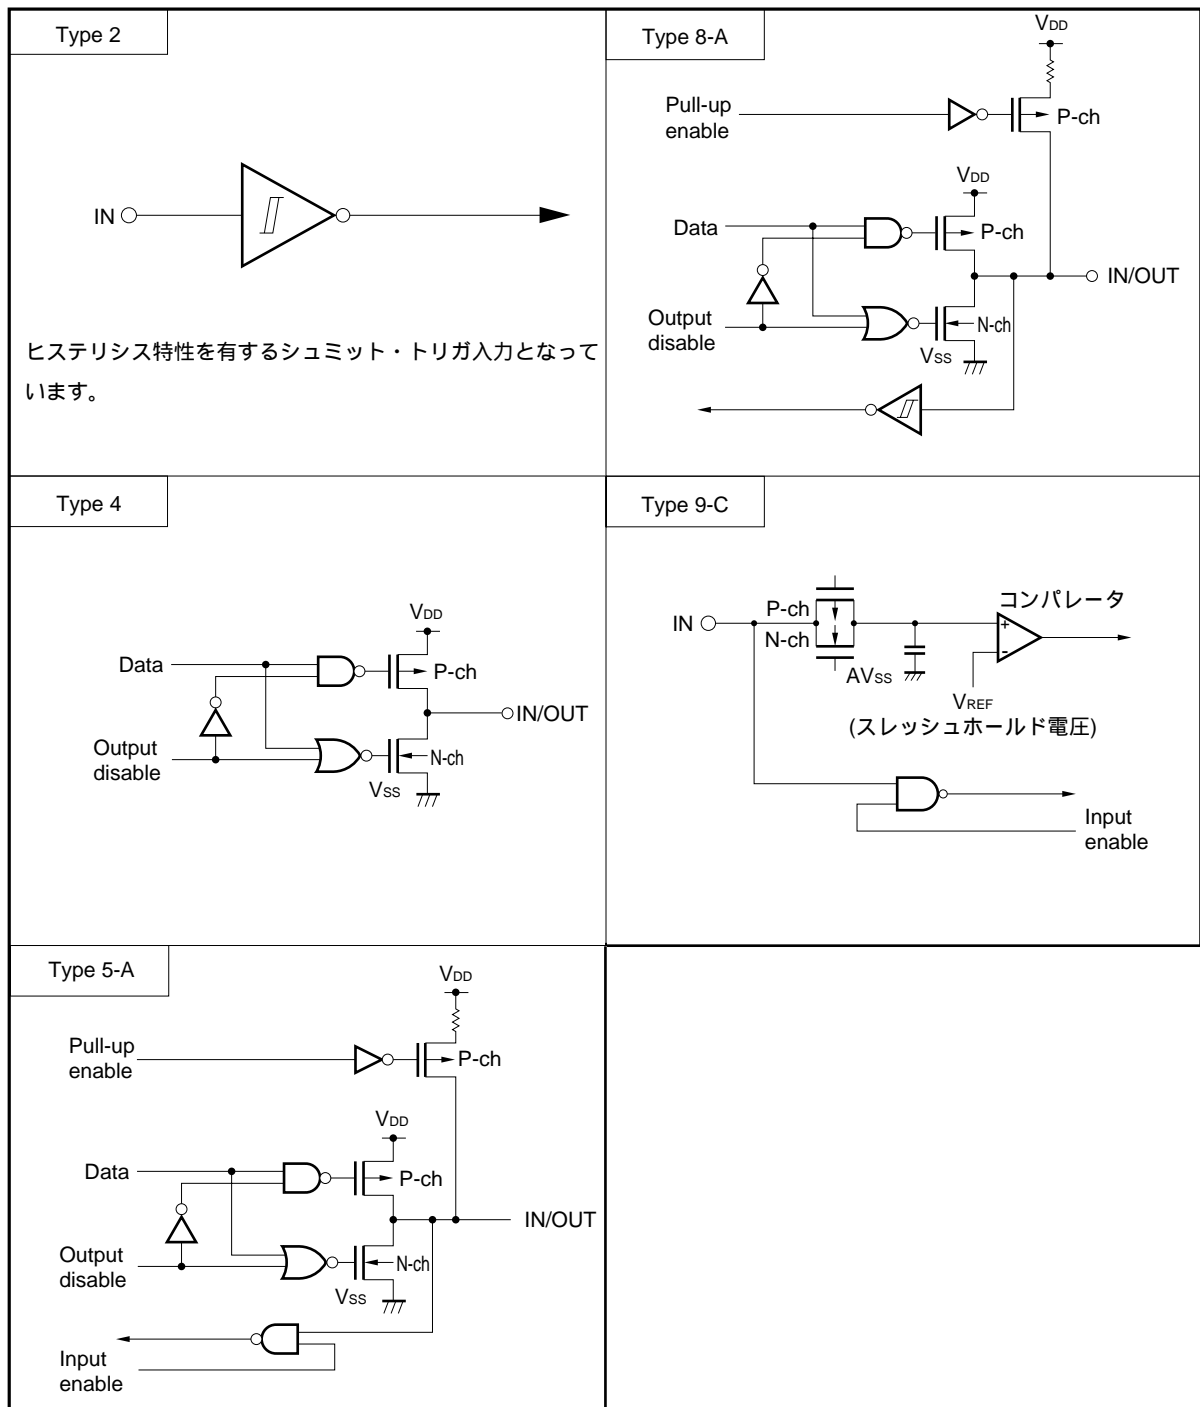 Type 2
IN
ヒステリシス特性を有するシュミット・トリガ入力となって
います。
Type 8-A
VDD
Pull-up
enable
P-ch
VDD
Data
P-ch
IN/OUT
Output
disable
N-ch
VSS
Type 4
VDD
Data
P-ch
IN/OUT
Output
disable
N-ch
VSS
Type 9-C
コンパレータ
P-ch
IN
N-ch
+
-
AVSS
VREF
(スレッシュホールド電圧)
Input
enable
Type 5-A
VDD
Pull-up
enable
P-ch
VDD
Data
P-ch
IN/OUT
Output
disable
N-ch
VSS
Input
enable